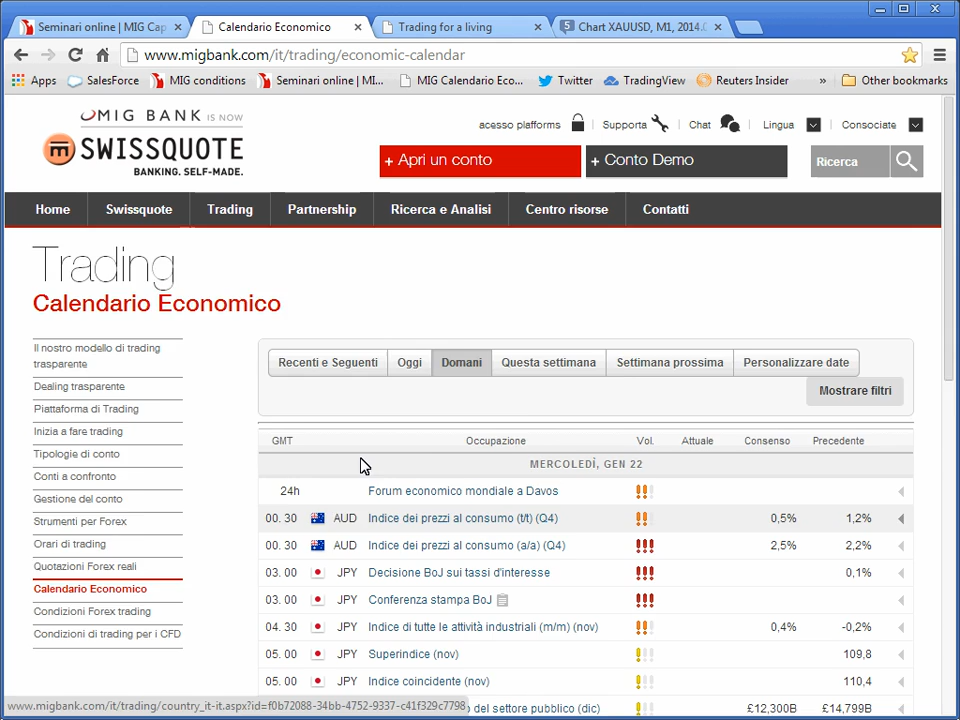 Seminari online | MIG Cap
Calendario Economico
Trading for a living
Chart XAUUSD, M1, 2014.
www.migbank.com/it/trading/economic-calendar
Apps
SalesForce
MIG conditions
Seminari online | MI...
MIG Calendario Eco...
Twitter
TradingView
Reuters Insider
»
Other bookmarks
MIG BANK IS NOW
SWISSQUOTE
BANKING. SELF-MADE.
acesso platforms
Supporta
Chat
Lingua
Consociate
+ Apri un conto
+ Conto Demo
Ricerca
Home
Swissquote
Trading
Partnership
Ricerca e Analisi
Centro risorse
Contatti
Trading
Calendario Economico
Il nostro modello di trading
trasparente
Dealing trasparente
Piattaforma di Trading
Inizia a fare trading
Tipologie di conto
Conti a confronto
Gestione del conto
Strumenti per Forex
Orari di trading
Quotazioni Forex reali
Calendario Economico
Condizioni Forex trading
Condizioni di trading per i CFD
Recenti e Seguenti
Oggi
Domani
Questa settimana
Settimana prossima
Personalizzare date
Mostrare filtri
GMT Occupazione Vol. Attuale Consenso Precedente
MERCOLEDÌ, GEN 22
24h Forum economico mondiale a Davos
00. 30 AUD Indice dei prezzi al consumo (t/t) (Q4) 0,5% 1,2%
00. 30 AUD Indice dei prezzi al consumo (a/a) (Q4) 2,5% 2,2%
03. 00 JPY Decisione BoJ sui tassi d'interesse 0,1%
03. 00 JPY Conferenza stampa BoJ
04. 30 JPY Indice di tutte le attività industriali (m/m) (nov) 0,4% -0,2%
05. 00 JPY Superindice (nov) 109,8
05. 00 JPY Indice coincidente (nov) 110,4
del settore pubblico (dic) £12,300B £14,799B
www.migbank.com/it/trading/country_it-it.aspx?id=f0b72088-34bb-4752-9337-c41f329c7798